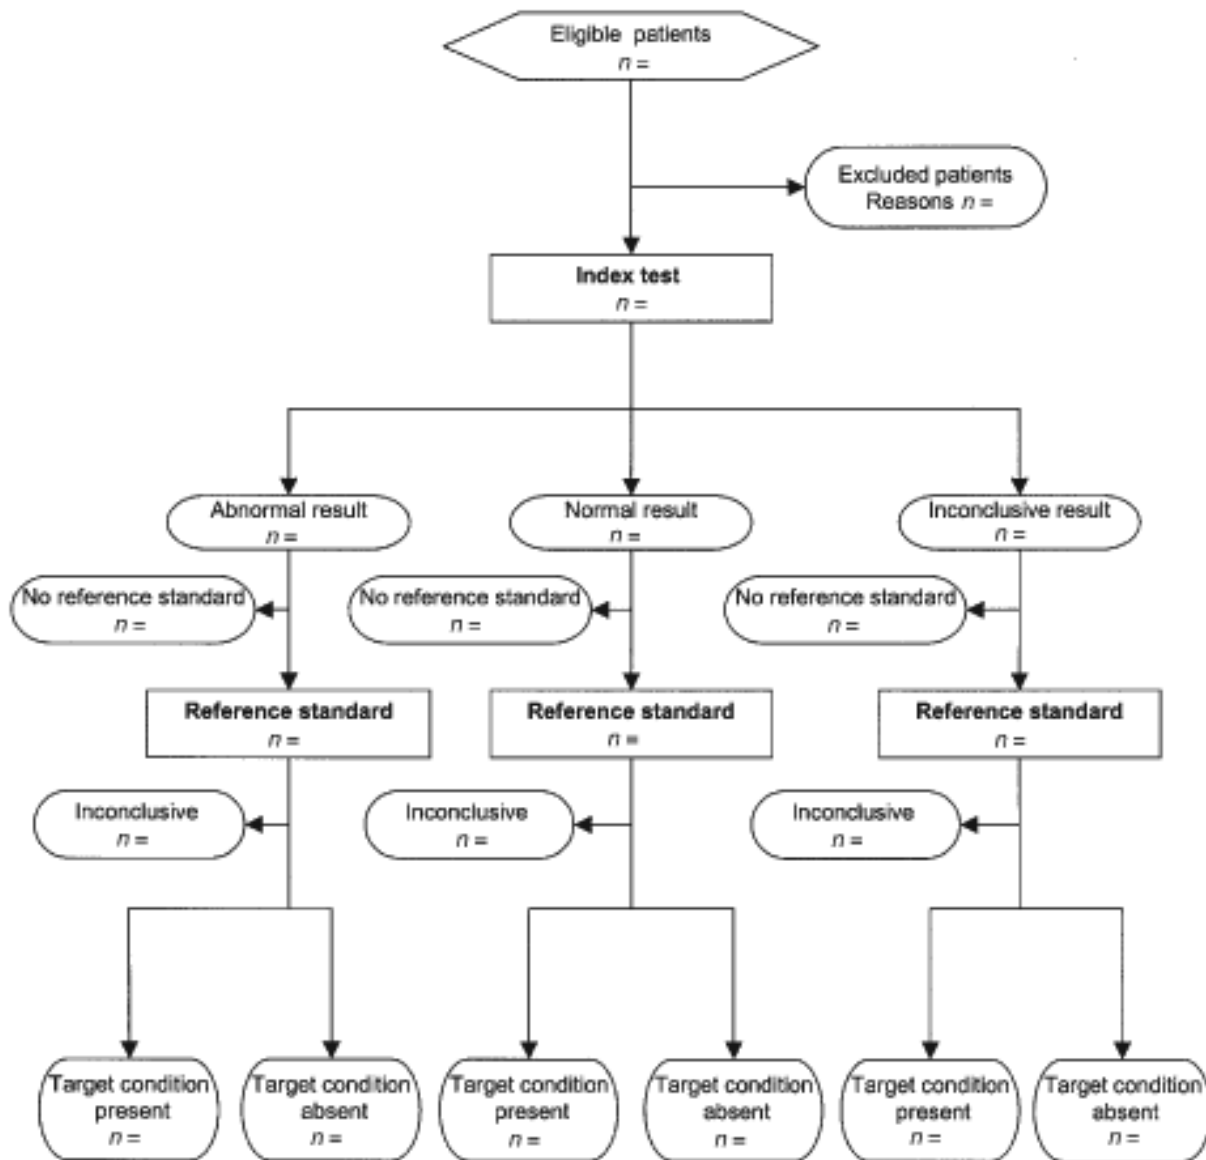 Eligible patients
n =
Excluded patients
Reasons n =
Index test
n =
Abnormal result
n =
Normal result
n =
Inconclusive result
n =
No reference standard
n =
No reference standard
n =
No reference standard
n =
Reference standard
n =
Reference standard
n =
Reference standard
n =
Inconclusive
n =
Inconclusive
n =
Inconclusive
n =
Target condition
present
n =
Target condition
absent
n =
Target condition
present
n =
Target condition
absent
n =
Target condition
present
n =
Target condition
absent
n =